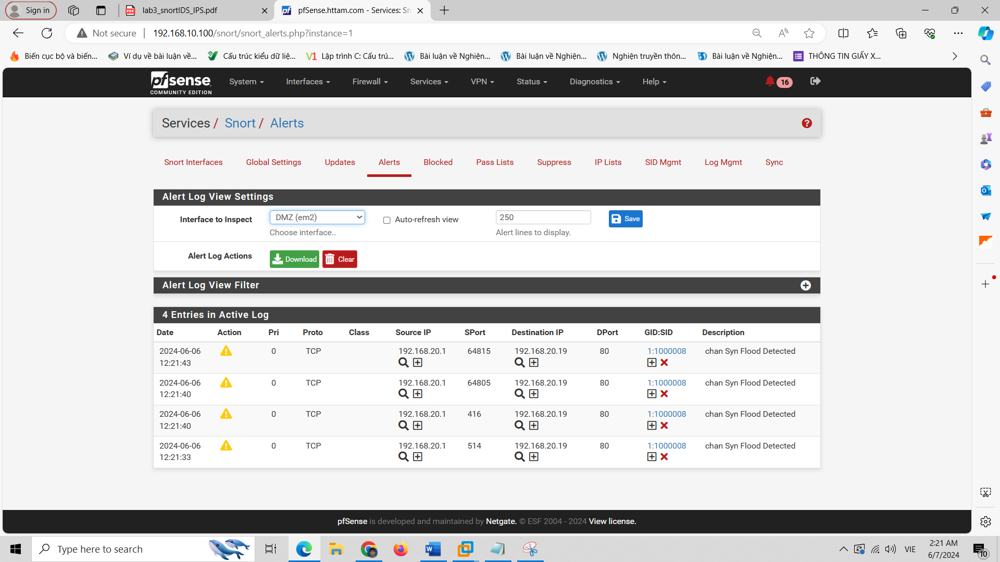 Sign in
lab3_snortIDS_IPS.pdf
pfSense.httam.com - Services: Sn
Not secure
192.168.10.100/snort/snort_alerts.php?instance=1
Biến cục bộ và biến... Ví dụ về bài luận về... Cấu trúc kiểu dữ liệ... Lập trình C: Cấu trú... Bài luận về Nghiện... Bài luận về Nghiện... Nghiện truyền thôn... Bài luận về Nghiện... THÔNG TIN GIẤY X...
pfsense COMMUNITY EDITION
System Interfaces Firewall Services VPN Status Diagnostics Help 16
Services / Snort / Alerts
Snort Interfaces Global Settings Updates Alerts Blocked Pass Lists Suppress IP Lists SID Mgmt Log Mgmt Sync
Alert Log View Settings
Interface to Inspect DMZ (em2) Auto-refresh view 250 Save
Choose interface.. Alert lines to display.
Alert Log Actions Download Clear
Alert Log View Filter
4 Entries in Active Log
Date Action Pri Proto Class Source IP SPort Destination IP DPort GID:SID Description
2024-06-06 0 TCP 192.168.20.1 64815 192.168.20.19 80 1:1000008 chan Syn Flood Detected
12:21:43
2024-06-06 0 TCP 192.168.20.1 64805 192.168.20.19 80 1:1000008 chan Syn Flood Detected
12:21:40
2024-06-06 0 TCP 192.168.20.1 416 192.168.20.19 80 1:1000008 chan Syn Flood Detected
12:21:40
2024-06-06 0 TCP 192.168.20.1 514 192.168.20.19 80 1:1000008 chan Syn Flood Detected
12:21:33
pfSense is developed and maintained by Netgate. © ESF 2004 - 2024 View license.
Type here to search
VIE
2:21 AM
6/7/2024
10